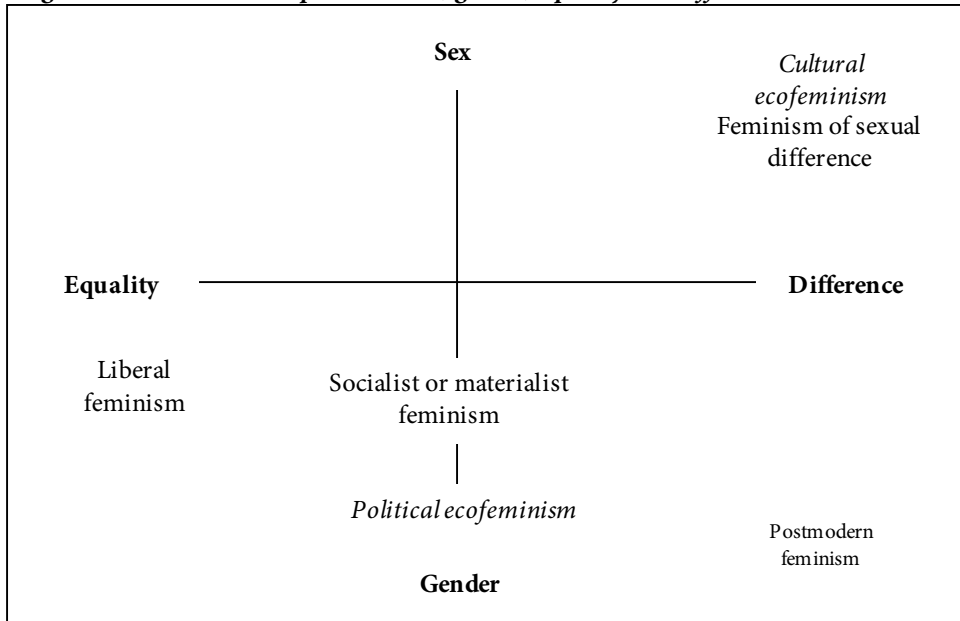 Sex
Cultural
ecofeminism
Feminism of sexual
difference
Equality
Difference
Liberal
feminism
Socialist or materialist
feminism
Political ecofeminism
Postmodern
feminism
Gender